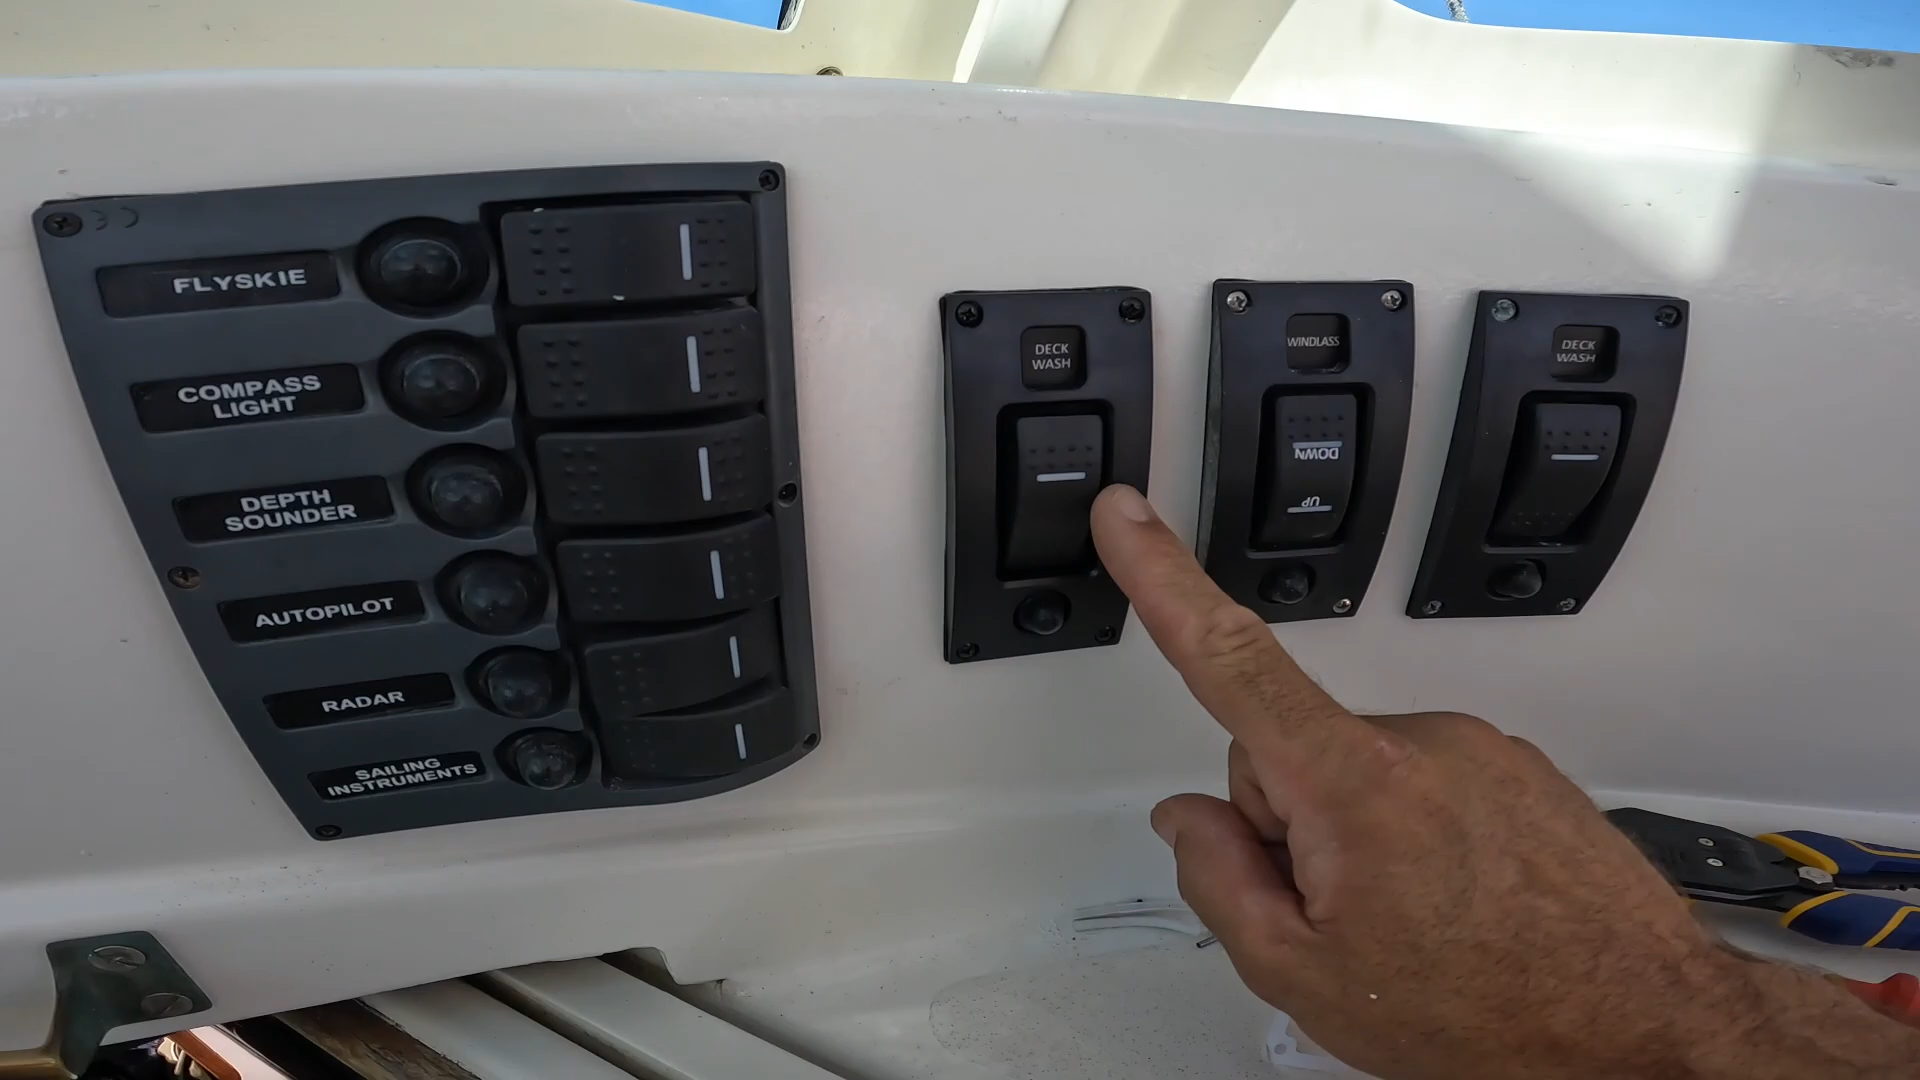 FLYSKIE
COMPASS
LIGHT
DEPTH
SOUNDER
AUTOPILOT
RADAR
SAILING
INSTRUMENTS
DECK
WASH
WINDLASS
DOWN
UP
DECK
WASH